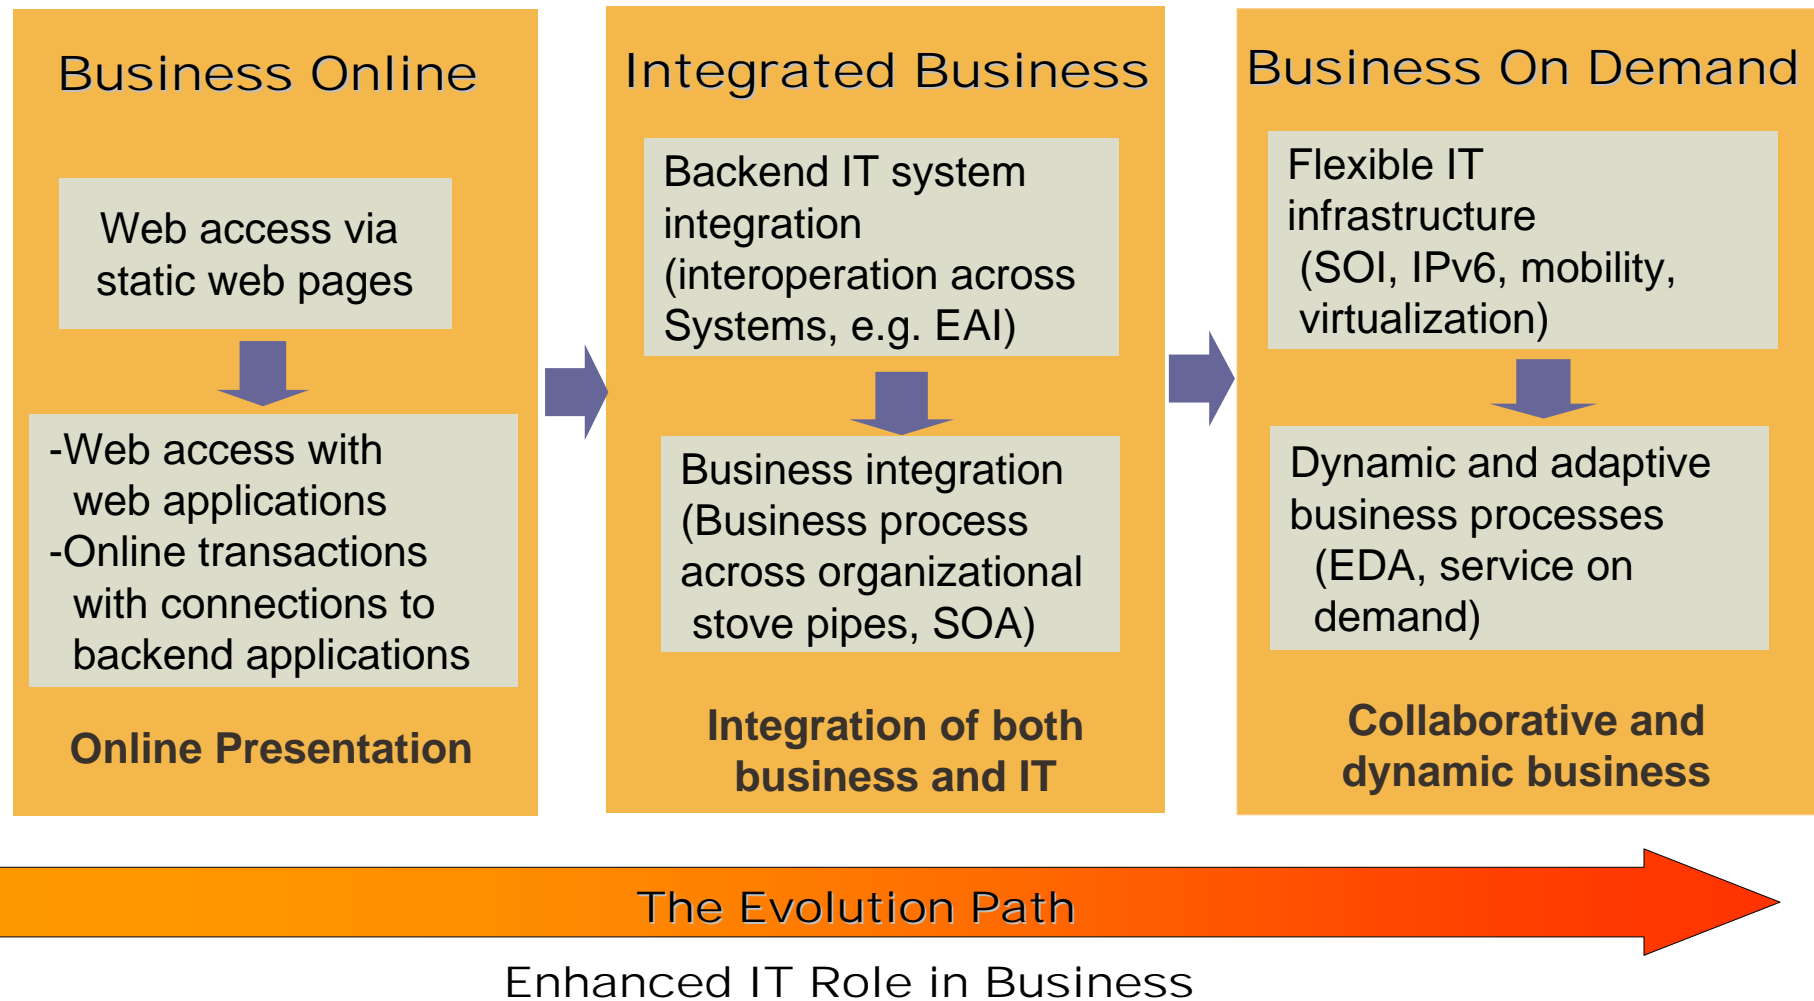 Business Online
Web access via
static web pages
-Web access with
web applications
-Online transactions
with connections to
backend applications
Online Presentation
Integrated Business
Backend IT system
integration
(interoperation across
Systems, e.g. EAI)
Business integration
(Business process
across organizational
stove pipes, SOA)
Integration of both
business and IT
Business On Demand
Flexible IT
infrastructure
(SOI, IPv6, mobility,
virtualization)
Dynamic and adaptive
business processes
(EDA, service on
demand)
Collaborative and
dynamic business
The Evolution Path
Enhanced IT Role in Business